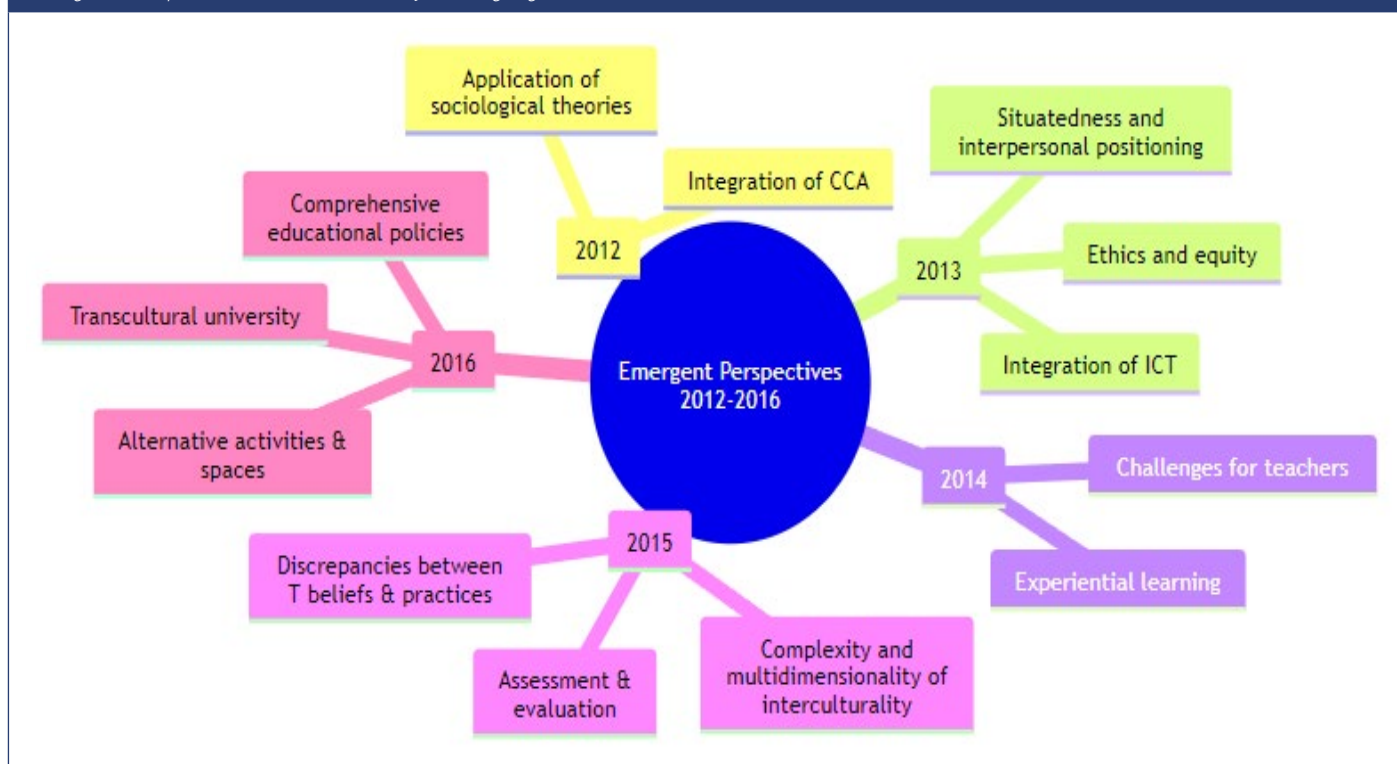 Emergent Perspectives
2012-2016
2012
Application of
sociological theories
Integration of CCA
2013
Situatedness and
interpersonal positioning
Ethics and equity
Integration of ICT
2014
Challenges for teachers
Experiential learning
2015
Complexity and
multidimensionality of
interculturality
Assessment &
evaluation
Discrepancies between
T beliefs & practices
2016
Alternative activities &
spaces
Transcultural university
Comprehensive
educational policies